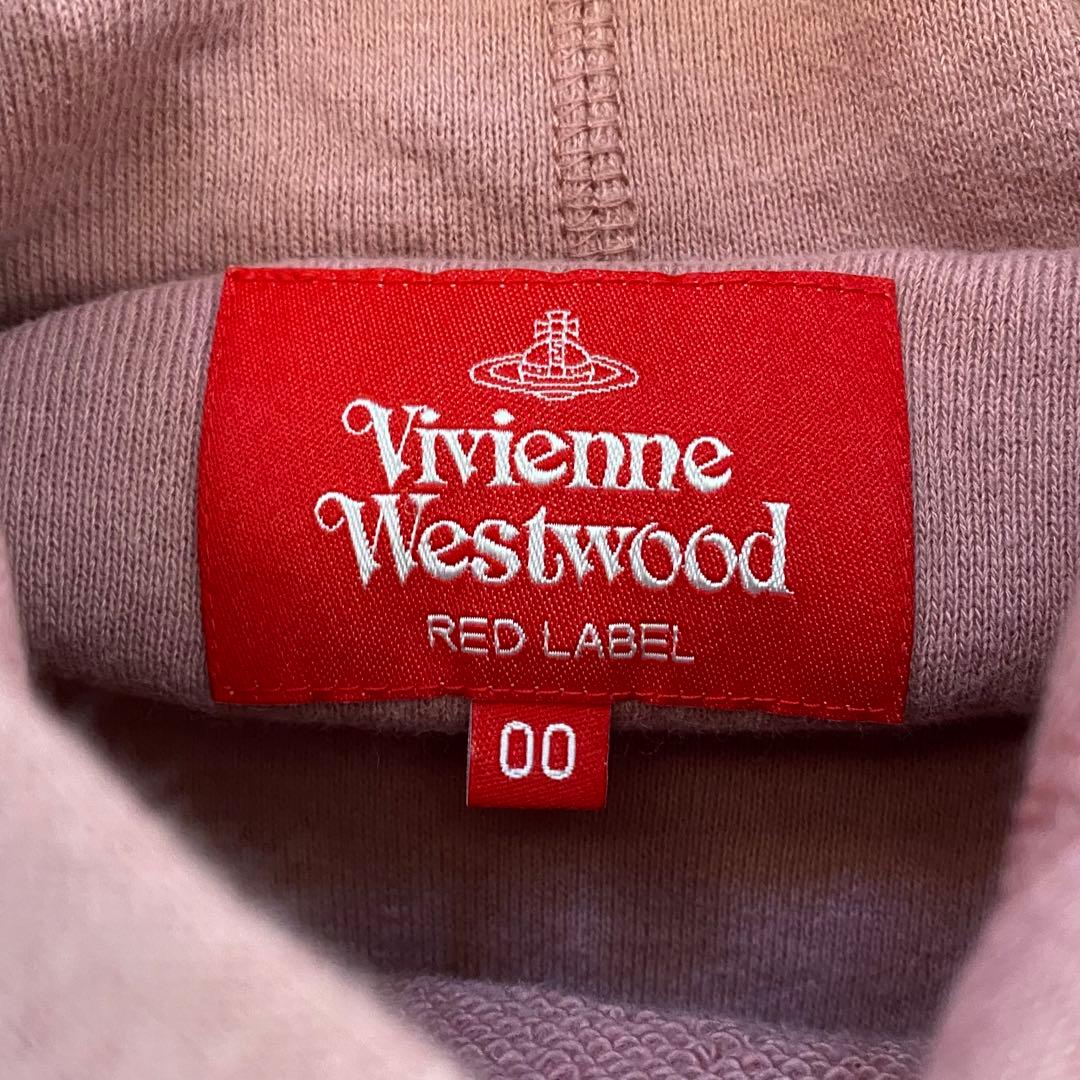 Vivienne
Westwood
RED LABEL
00